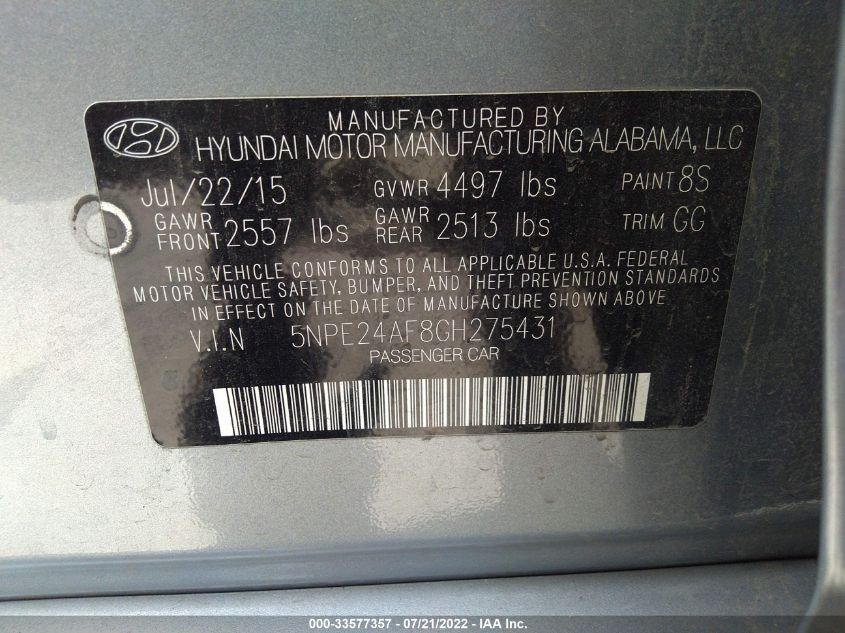 MANUFACTURED BY
HYUNDAI MOTOR MANUFACTURING ALABAMA, LLC
Jul/22/15 GVWR 4497 lbs PAINT 8S
GAWR FRONT 2557 lbs GAWR REAR 2513 lbs TRIM GG
THIS VEHICLE CONFORMS TO ALL APPLICABLE U.S.A. FEDERAL
MOTOR VEHICLE SAFETY, BUMPER, AND THEFT PREVENTION STANDARDS
IN EFFECT ON THE DATE OF MANUFACTURE SHOWN ABOVE
V.I.N 5NPE24AF8GH275431
PASSENGER CAR
000-33577357 - 07/21/2022 - IAA Inc.